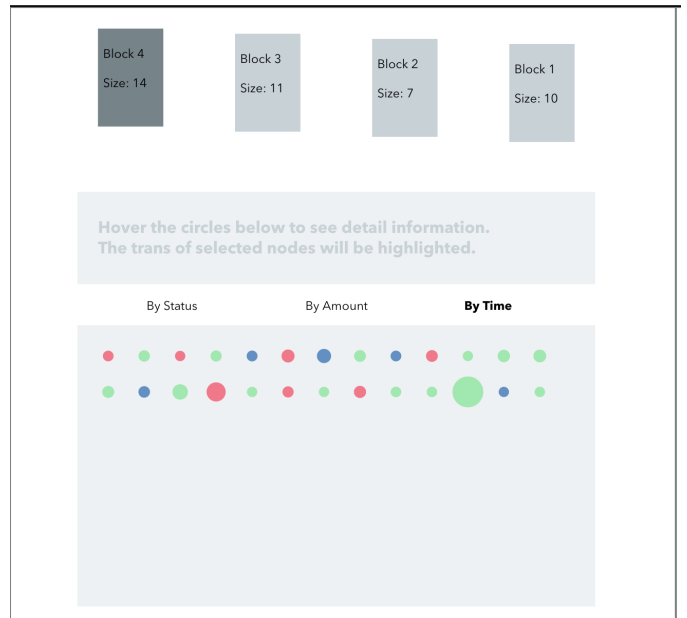 Block 4
Size: 14
Block 3
Size: 11
Block 2
Size: 7
Block 1
Size: 10
Hover the circles below to see detail information.
The trans of selected nodes will be highlighted.
By Status
By Amount
By Time